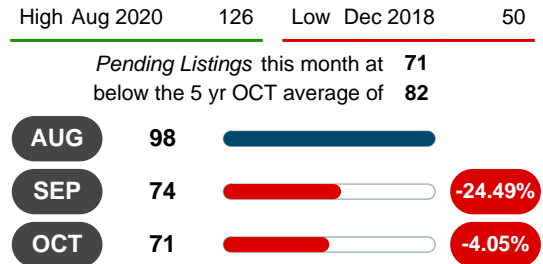 High Aug 2020 126 Low Dec 2018 50
Pending Listings this month at 71
below the 5 yr OCT average of 82
AUG 98
SEP 74 -24.49%
OCT 71 -4.05%